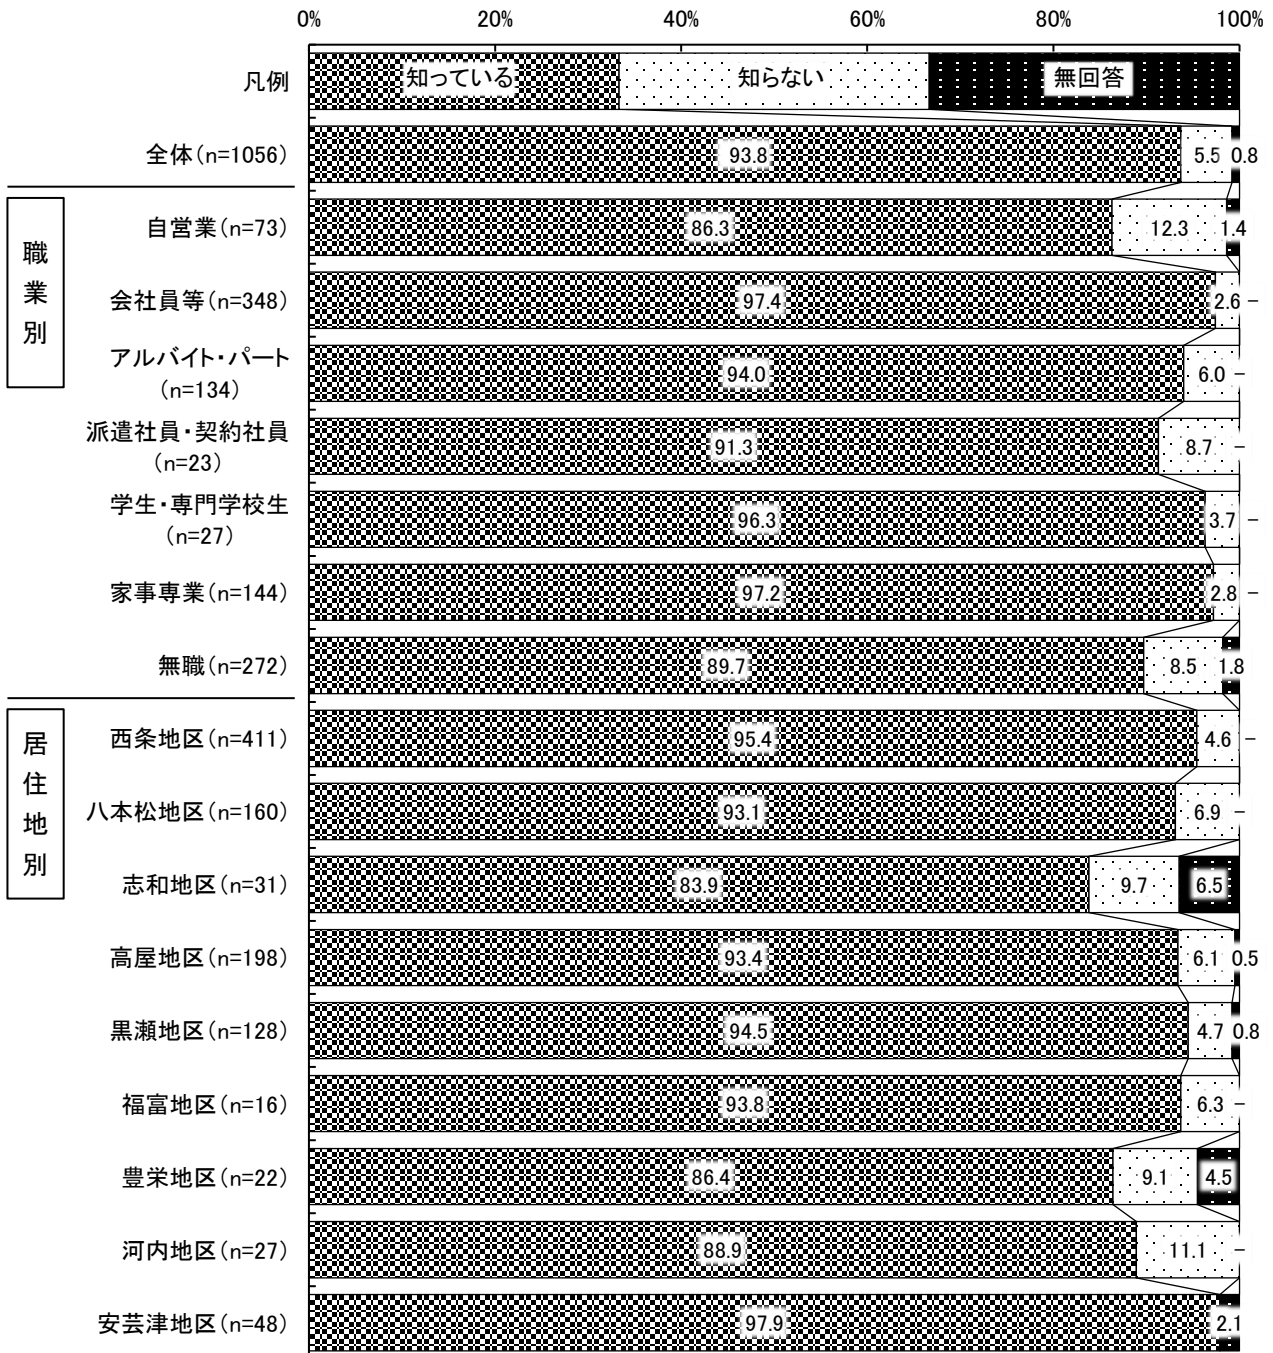 0% 20% 40% 60% 80% 100%
凡例 知っている 知らない 無回答
全体(n=1056) 93.8 5.5 0.8
職業別
自営業(n=73) 86.3 12.3 1.4
会社員等(n=348) 97.4 2.6 -
アルバイト・パート
(n=134) 94.0 6.0 -
派遣社員・契約社員
(n=23) 91.3 8.7 -
学生・専門学校生
(n=27) 96.3 3.7 -
家事専業(n=144) 97.2 2.8 -
無職(n=272) 89.7 8.5 1.8
居住地別
西条地区(n=411) 95.4 4.6 -
八本松地区(n=160) 93.1 6.9 -
志和地区(n=31) 83.9 9.7 6.5
高屋地区(n=198) 93.4 6.1 0.5
黒瀬地区(n=128) 94.5 4.7 0.8
福富地区(n=16) 93.8 6.3 -
豊栄地区(n=22) 86.4 9.1 4.5
河内地区(n=27) 88.9 11.1 -
安芸津地区(n=48) 97.9 2.1